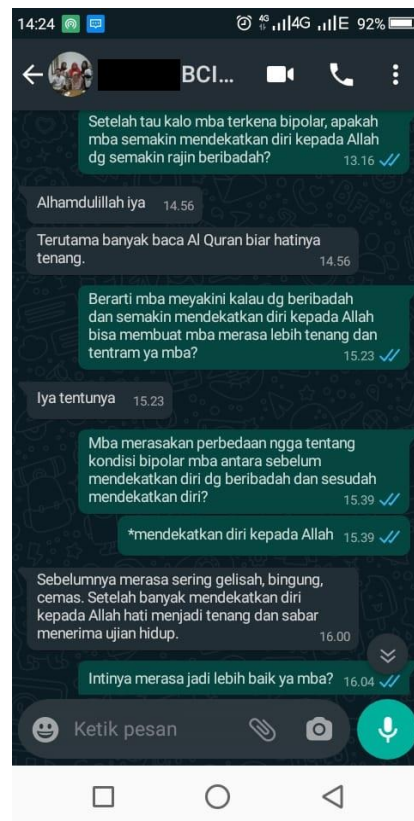 14:24 4G 4G E 92%
BCI...
Setelah tau kalo mba terkena bipolar, apakah
mba semakin mendekatkan diri kepada Allah
dg semakin rajin beribadah? 13.16
Alhamdulillah iya 14.56
Terutama banyak baca Al Quran biar hatinya
tenang. 14.56
Berarti mba meyakini kalau dg beribadah
dan semakin mendekatkan diri kepada Allah
bisa membuat mba merasa lebih tenang dan
tentram ya mba? 15.23
Iya tentunya 15.23
Mba merasakan perbedaan ngga tentang
kondisi bipolar mba antara sebelum
mendekatkan diri dg beribadah dan sesudah
mendekatkan diri? 15.39
*mendekatkan diri kepada Allah 15.39
Sebelumnya merasa sering gelisah, bingung,
cemas. Setelah banyak mendekatkan diri
kepada Allah hati menjadi tenang dan sabar
menerima ujian hidup. 16.00
Intinya merasa jadi lebih baik ya mba? 16.04
Ketik pesan